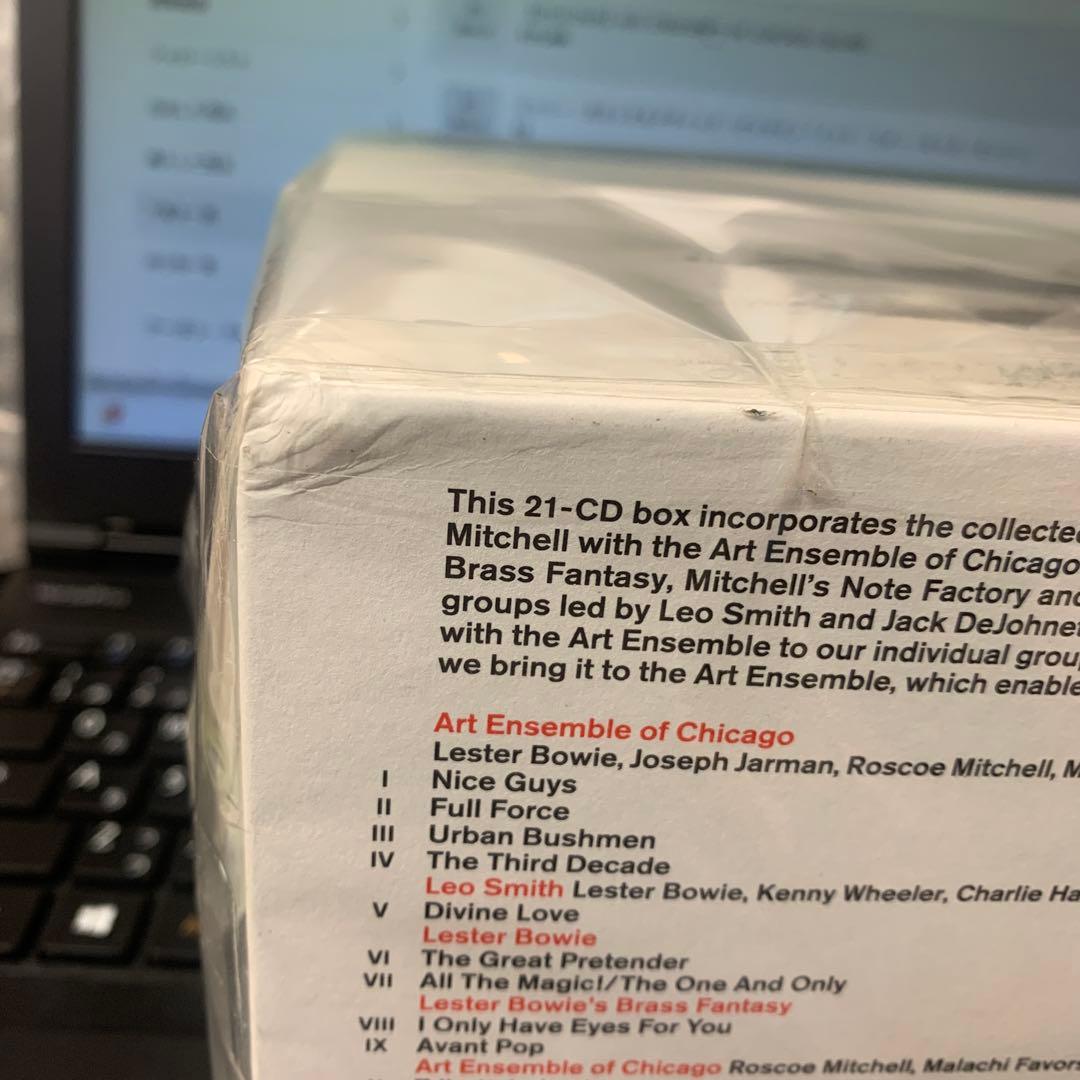 This 21-CD box incorporates the collected
Mitchell with the Art Ensemble of Chicago
Brass Fantasy, Mitchell's Note Factory and
groups led by Leo Smith and Jack DeJohnet
with the Art Ensemble to our individual grou
we bring it to the Art Ensemble, which enable
Art Ensemble of Chicago
Lester Bowie, Joseph Jarman, Roscoe Mitchell, M
I Nice Guys
II Full Force
III Urban Bushmen
IV The Third Decade
Leo Smith Lester Bowie, Kenny Wheeler, Charlie Ha
V Divine Love
Lester Bowie
VI The Great Pretender
VII All The Magic!/The One And Only
Lester Bowie's Brass Fantasy
VIII I Only Have Eyes For You
IX Avant Pop
Art Ensemble of Chicago Roscoe Mitchell, Malachi Favors